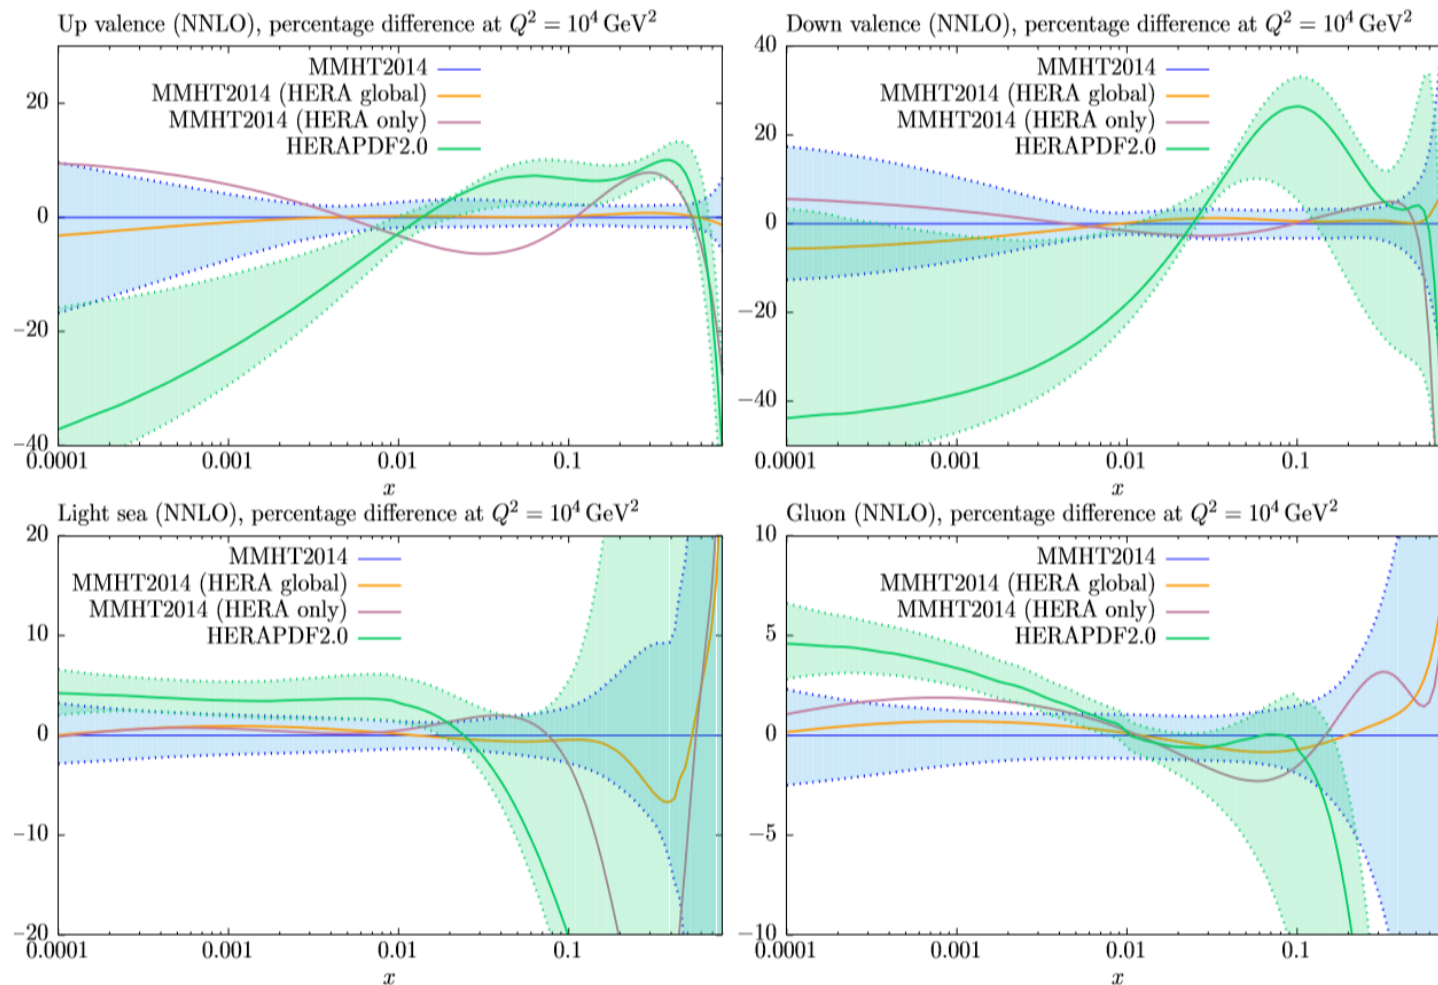 Up valence (NNLO), percentage difference at Q² = 10⁴ GeV²
MMHT2014
MMHT2014 (HERA global)
MMHT2014 (HERA only)
HERAPDF2.0
20
0
−20
−40
0.0001 0.001 0.01 0.1
x
Down valence (NNLO), percentage difference at Q² = 10⁴ GeV²
MMHT2014
MMHT2014 (HERA global)
MMHT2014 (HERA only)
HERAPDF2.0
40
20
0
−20
−40
0.0001 0.001 0.01 0.1
x
Light sea (NNLO), percentage difference at Q² = 10⁴ GeV²
MMHT2014
MMHT2014 (HERA global)
MMHT2014 (HERA only)
HERAPDF2.0
20
10
0
−10
−20
0.0001 0.001 0.01 0.1
x
Gluon (NNLO), percentage difference at Q² = 10⁴ GeV²
MMHT2014
MMHT2014 (HERA global)
MMHT2014 (HERA only)
HERAPDF2.0
10
5
0
−5
−10
0.0001 0.001 0.01 0.1
x